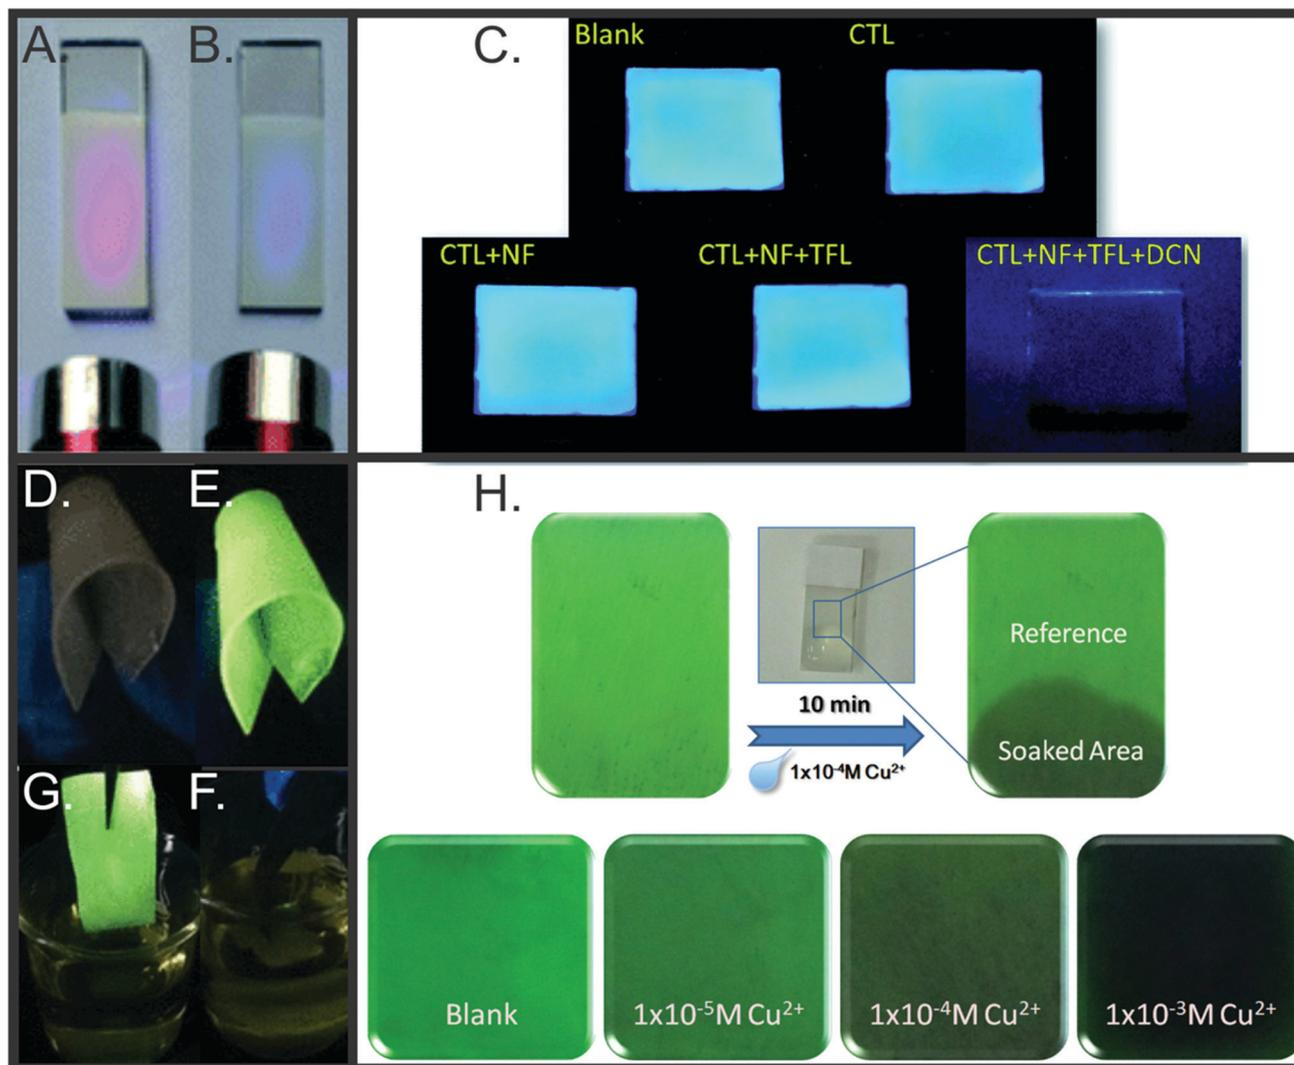 A.
B.
C.
Blank
CTL
CTL+NF
CTL+NF+TFL
CTL+NF+TFL+DCN
D.
E.
G.
F.
H.
10 min
1x10⁻⁴M Cu²⁺
Reference
Soaked Area
Blank
1x10⁻⁵M Cu²⁺
1x10⁻⁴M Cu²⁺
1x10⁻³M Cu²⁺